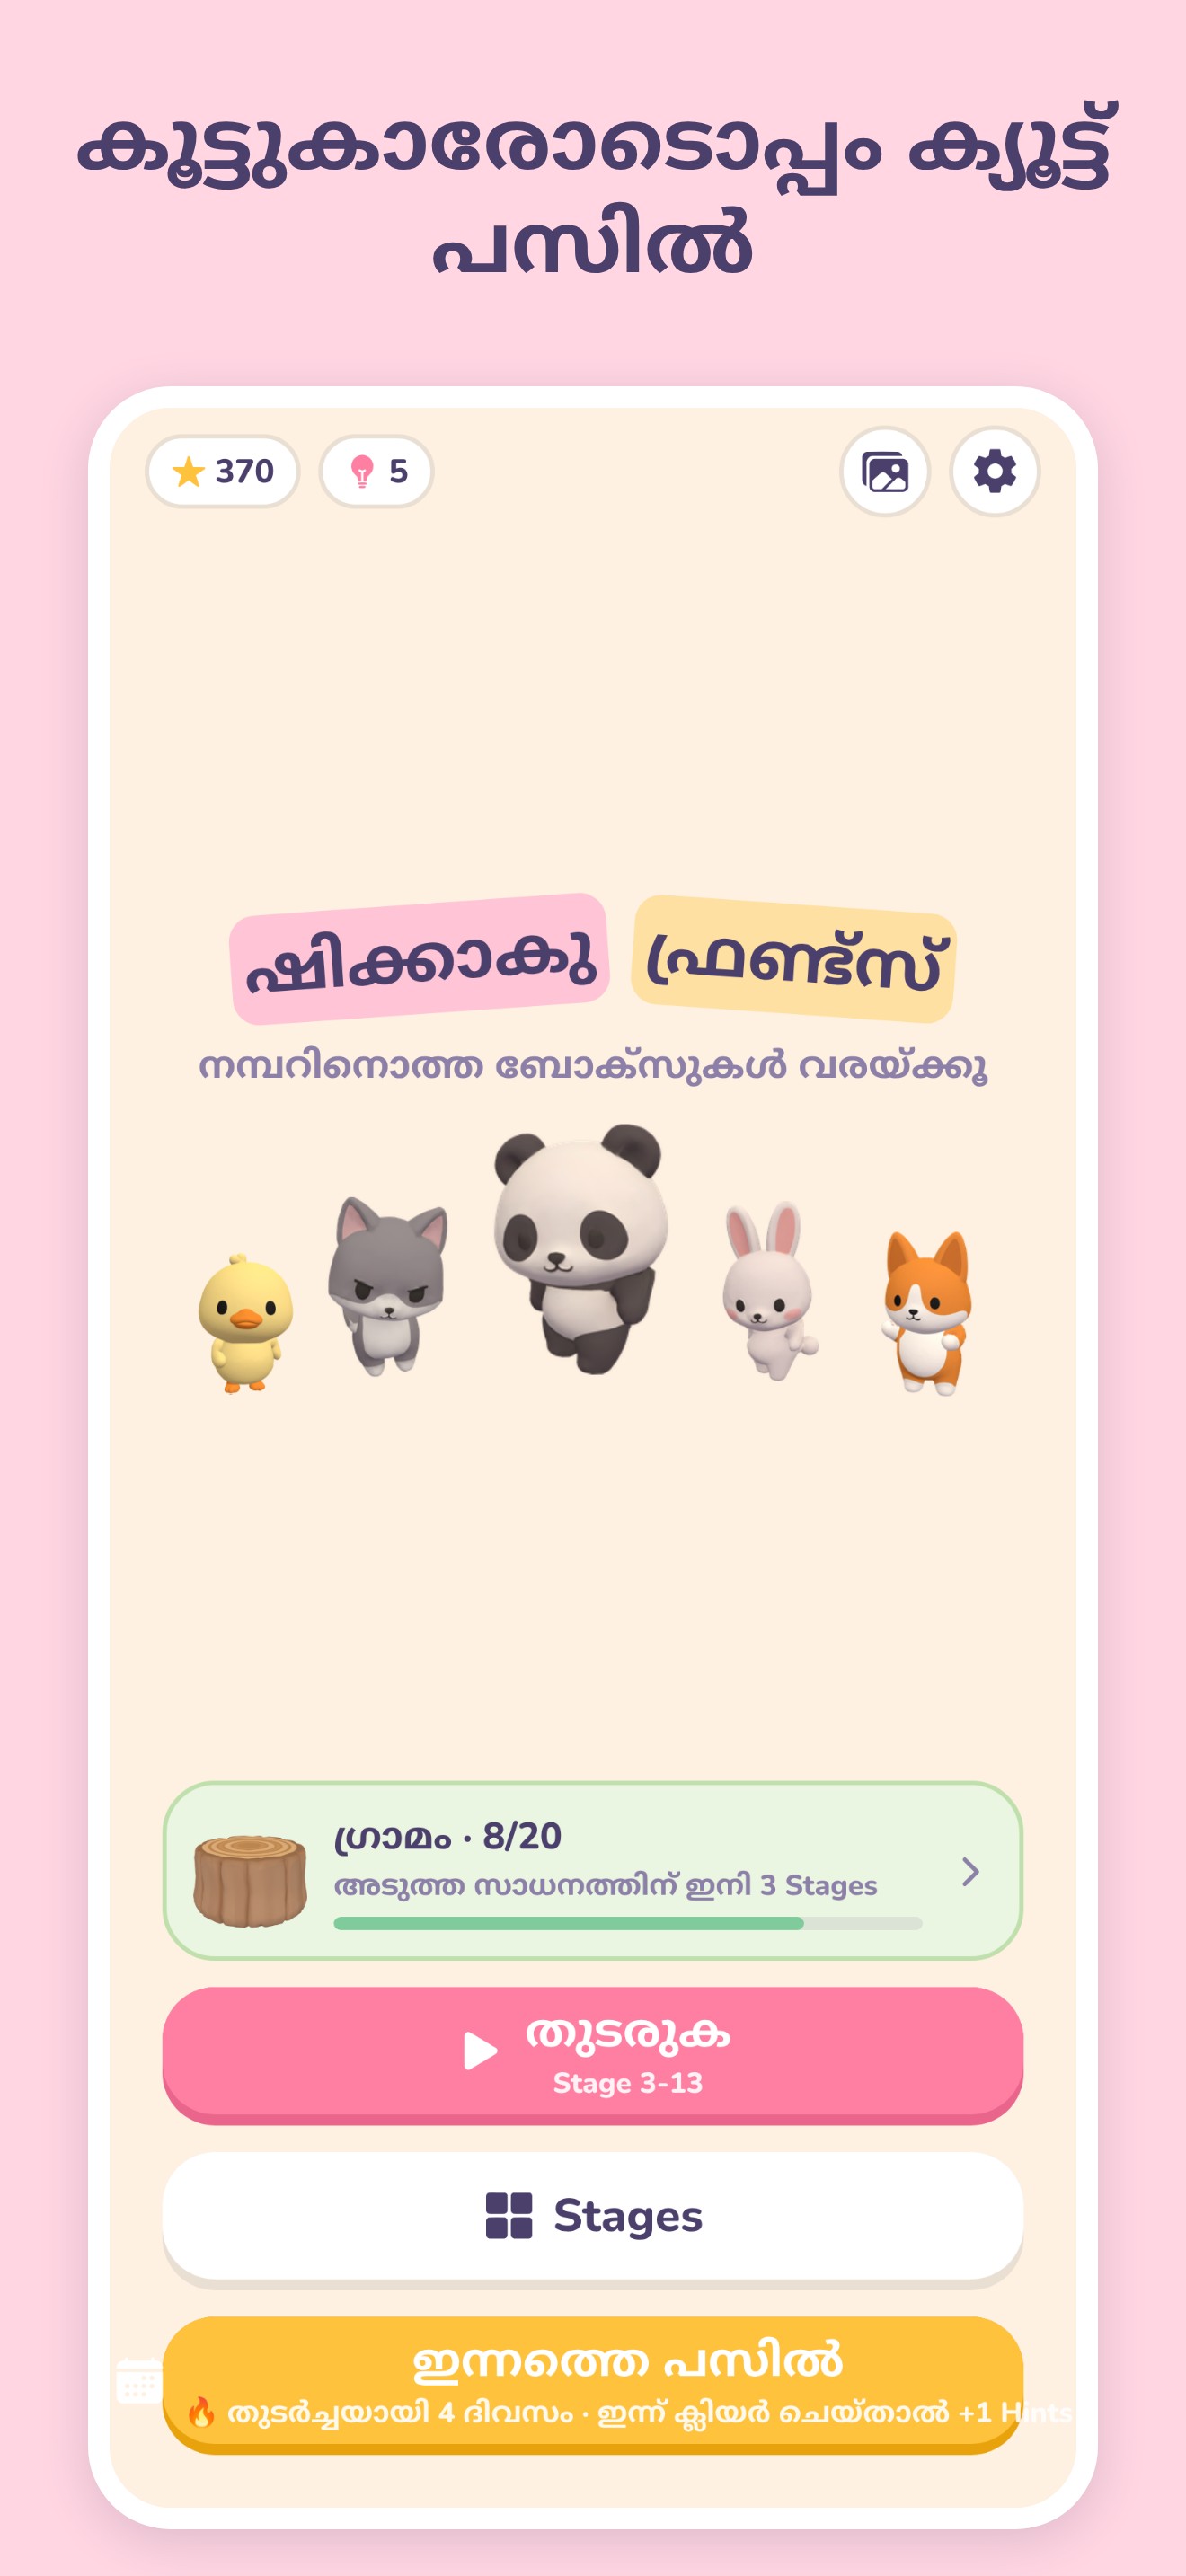 കൂട്ടുകാരോടൊപ്പം ക്യൂട്ട്
പസിൽ
370
5
ഷിക്കാകു ഫ്രണ്ട്സ്
നമ്പറിനൊത്ത ബോക്സുകൾ വരയ്ക്കൂ
ഗ്രാമം · 8/20
അടുത്ത സാധനത്തിന് ഇനി 3 Stages
തുടരുക
Stage 3-13
Stages
ഇന്നത്തെ പസിൽ
🔥 തുടർച്ചയായി 4 ദിവസം · ഇന്ന് ക്ലിയർ ചെയ്താൽ +1 Hints